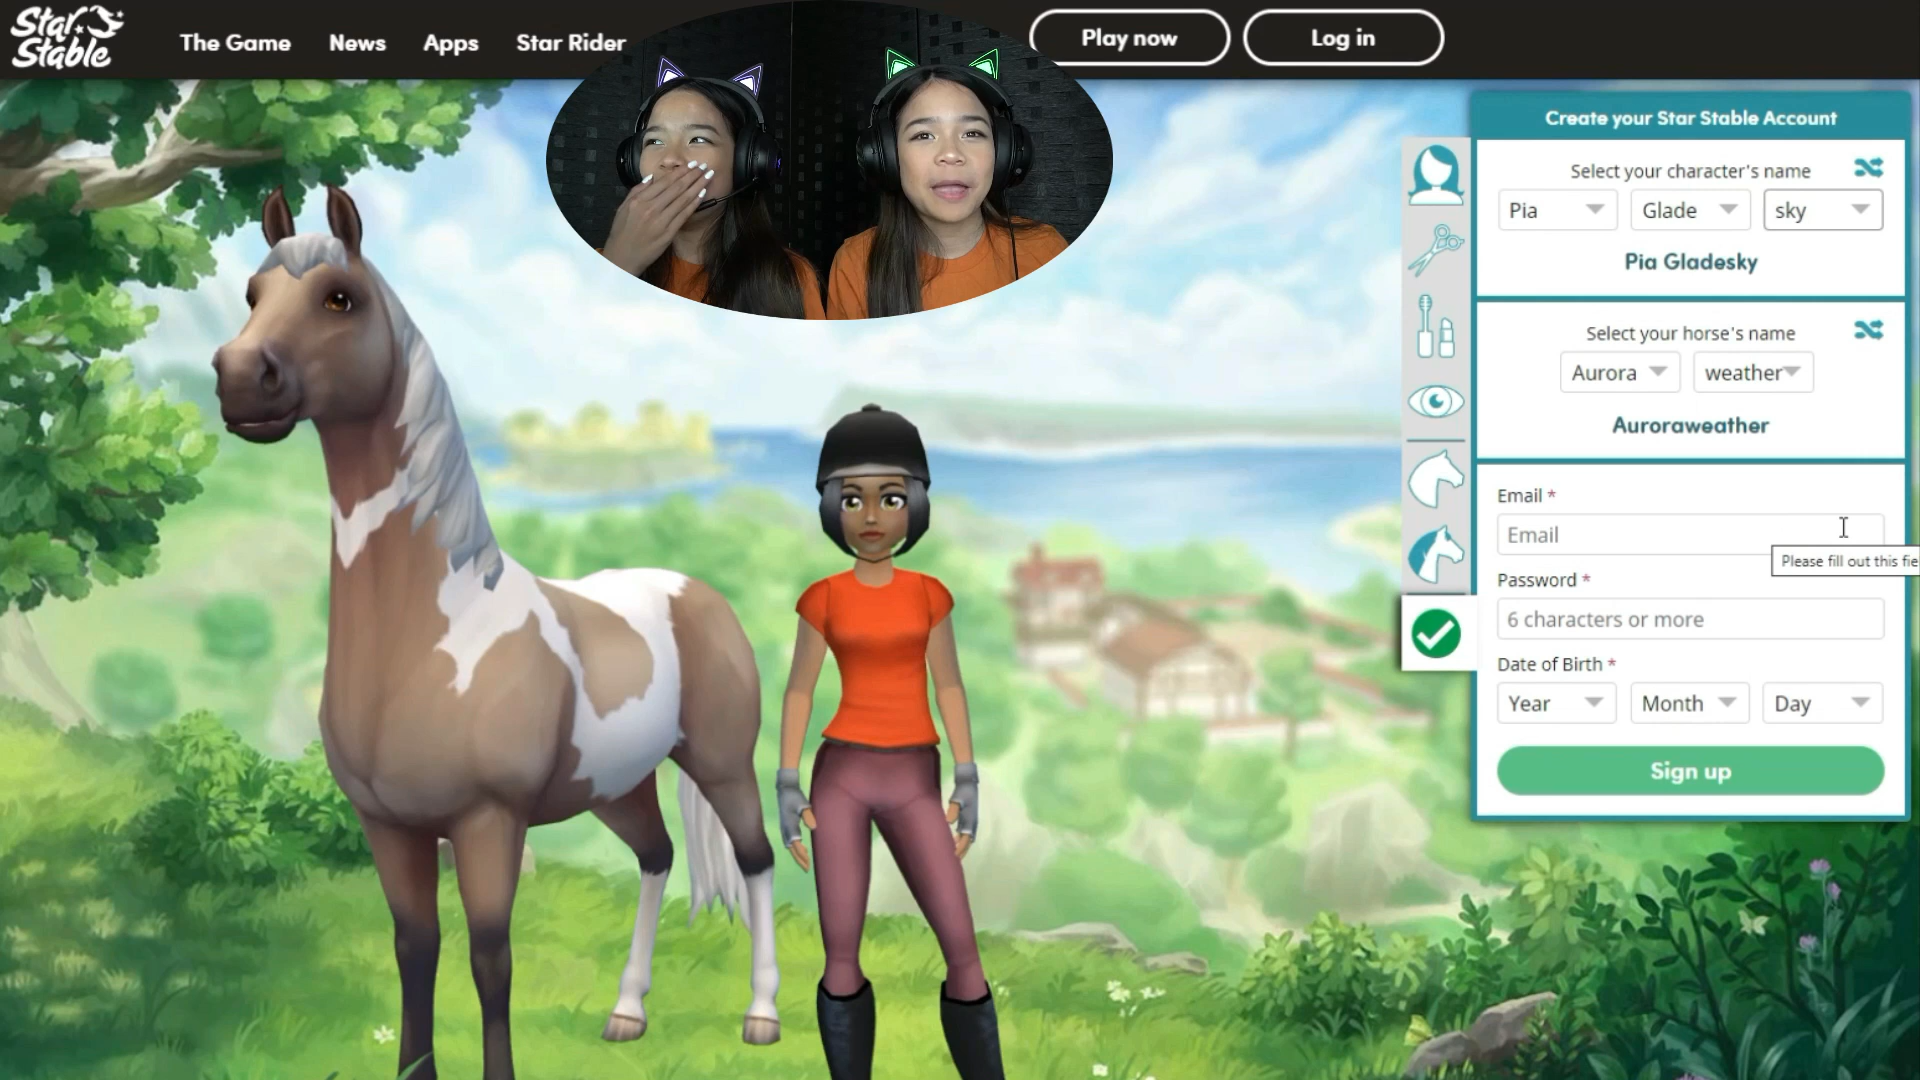 Star Stable
The Game News Apps Star Rider Play now Log in
Create your Star Stable Account
Select your character's name
Pia Glade sky
Pia Gladesky
Select your horse's name
Aurora weather
Auroraweather
Email *
Email
Please fill out this fie
Password *
6 characters or more
Date of Birth *
Year Month Day
Sign up